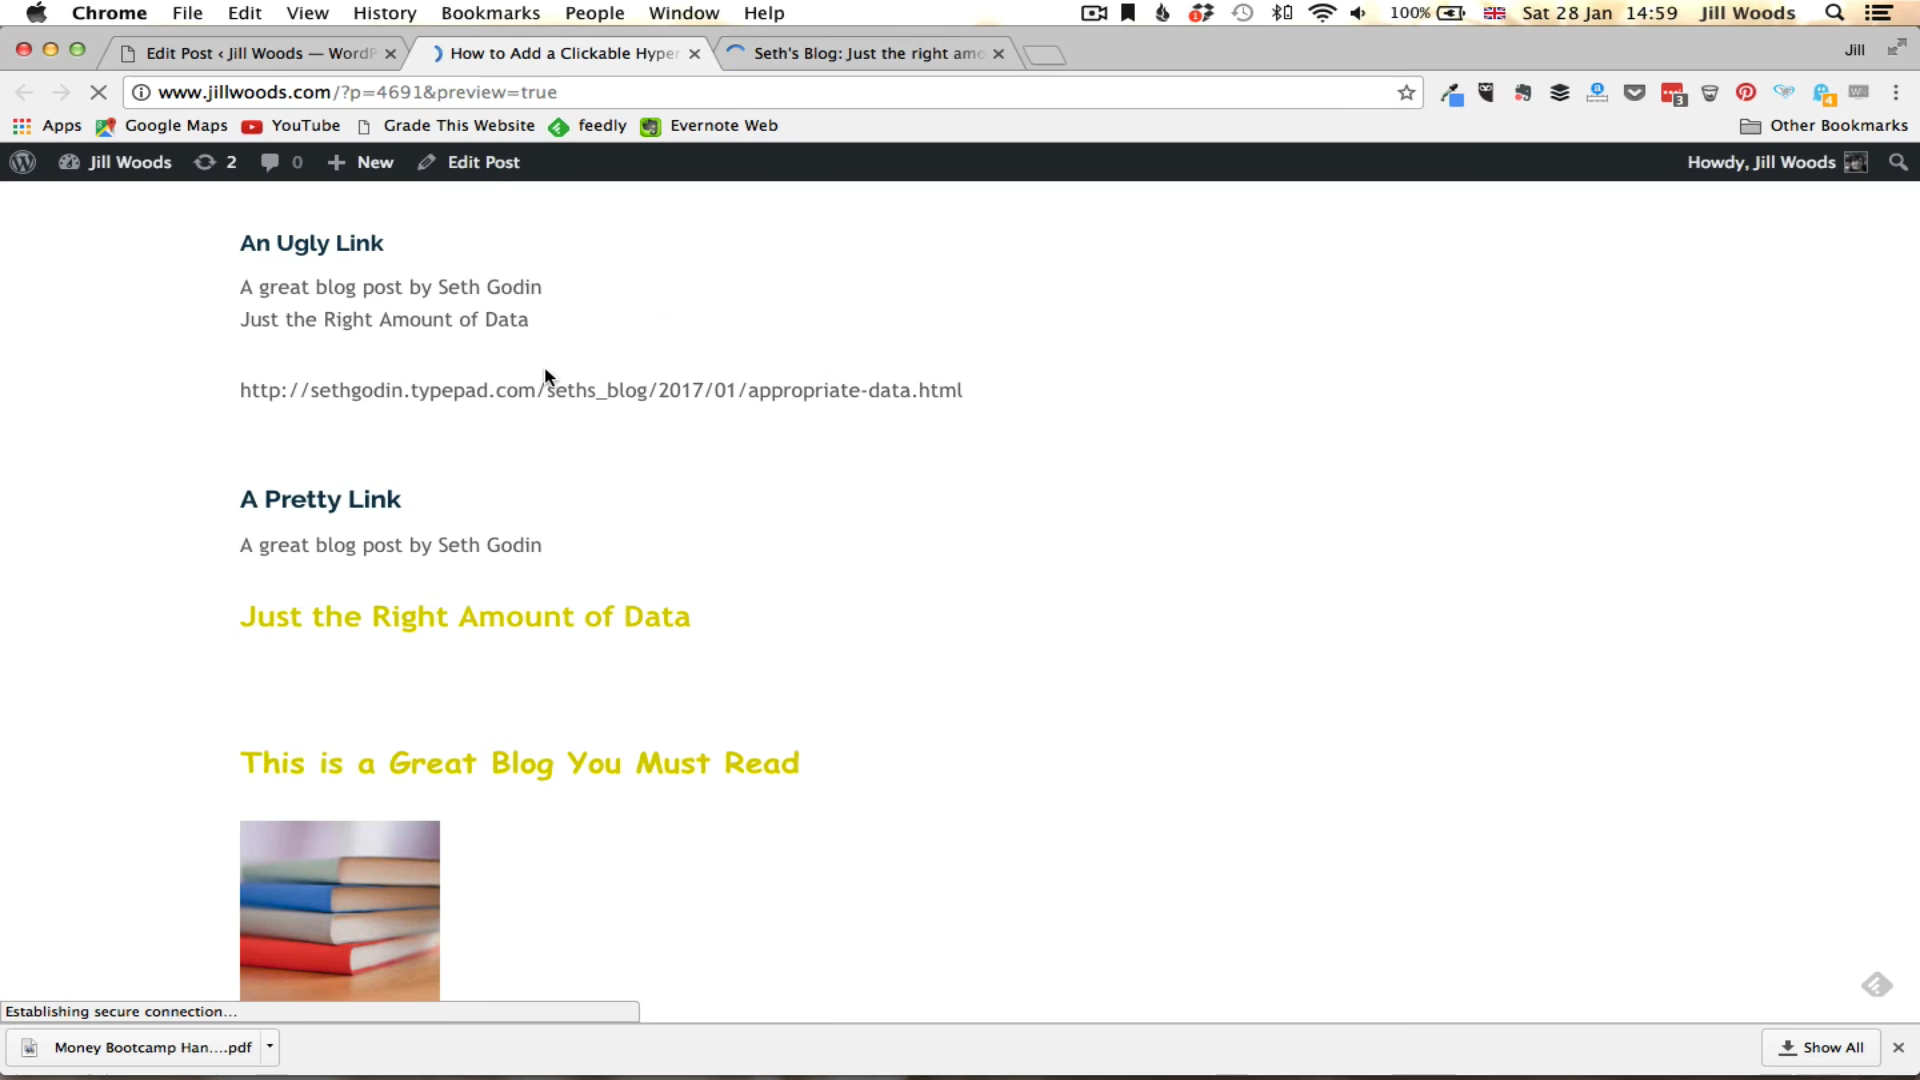 Chrome File Edit View History Bookmarks People Window Help 100% Sat 28 Jan 14:59 Jill Woods
Edit Post ‹ Jill Woods — WordP How to Add a Clickable Hyper Seth's Blog: Just the right amo Jill
www.jillwoods.com/?p=4691&preview=true 3 4
Apps Google Maps YouTube Grade This Website feedly Evernote Web Other Bookmarks
Jill Woods 2 0 New Edit Post Howdy, Jill Woods
An Ugly Link
A great blog post by Seth Godin
Just the Right Amount of Data
http://sethgodin.typepad.com/seths_blog/2017/01/appropriate-data.html
A Pretty Link
A great blog post by Seth Godin
Just the Right Amount of Data
This is a Great Blog You Must Read
Establishing secure connection...
Money Bootcamp Han....pdf Show All